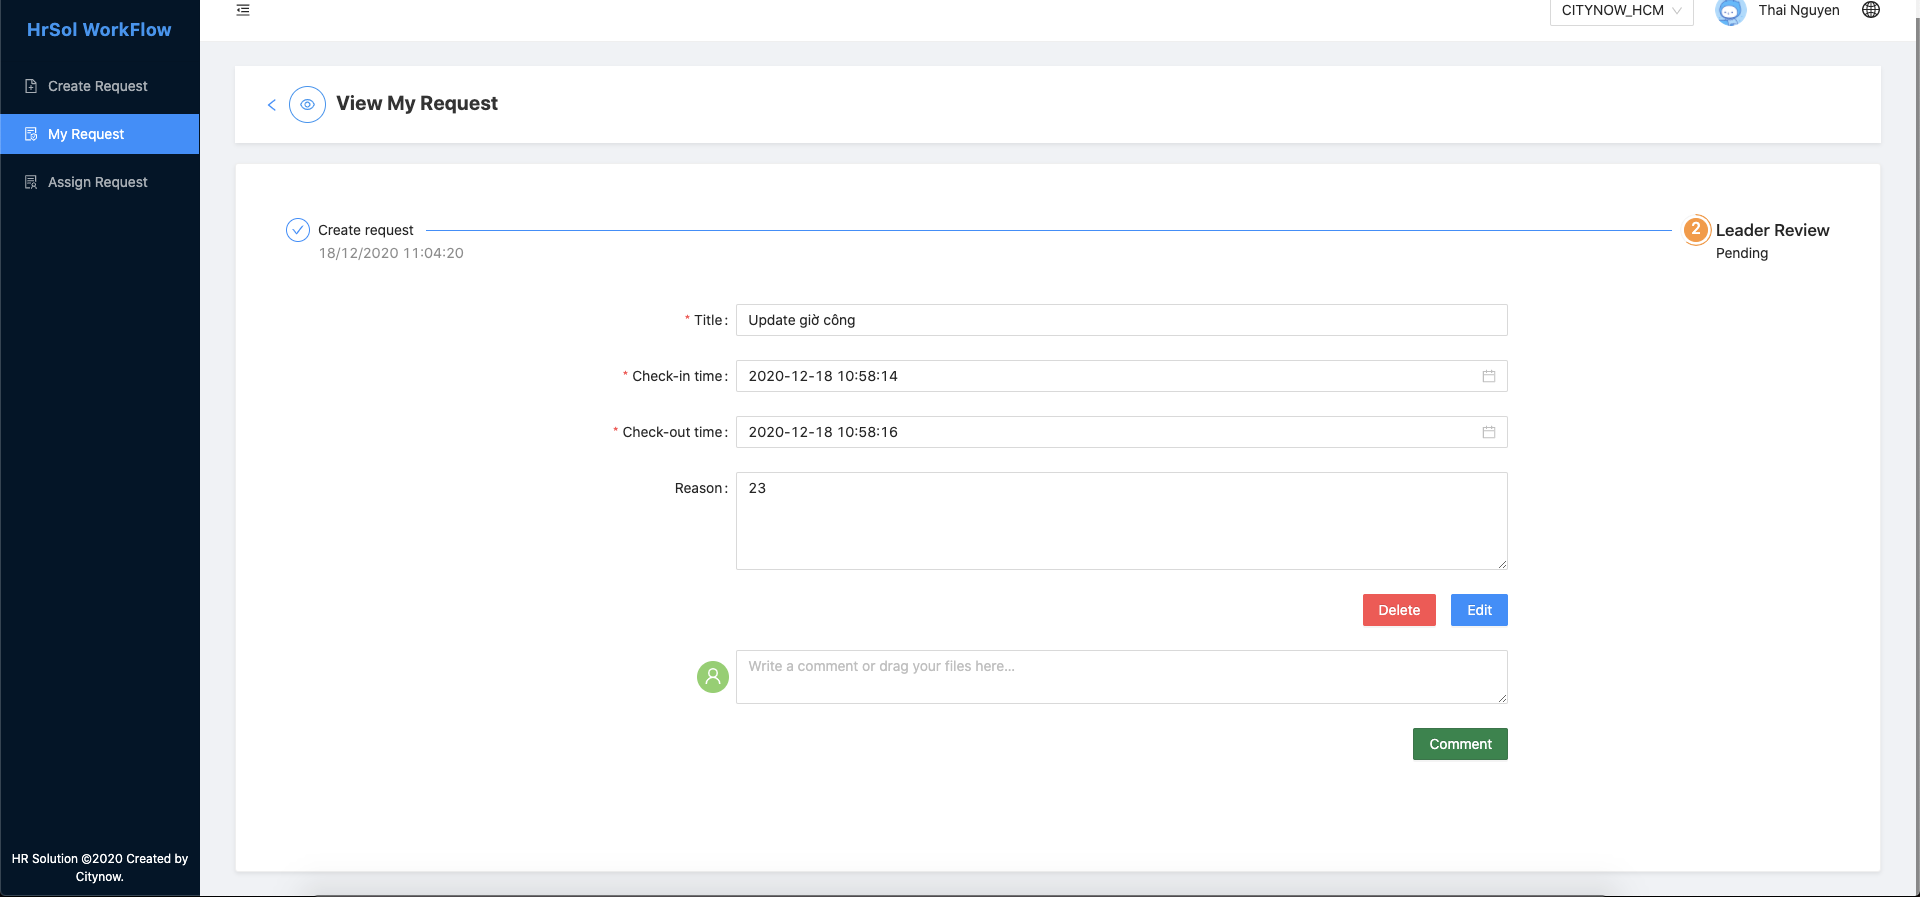 HrSol WorkFlow
Create Request
My Request
Assign Request
HR Solution ©2020 Created by
Citynow.
CITYNOW_HCM
Thai Nguyen
View My Request
Create request
18/12/2020 11:04:20
2
Leader Review
Pending
* Title:
Update giờ công
* Check-in time:
2020-12-18 10:58:14
* Check-out time:
2020-12-18 10:58:16
Reason:
23
Delete
Edit
Write a comment or drag your files here...
Comment